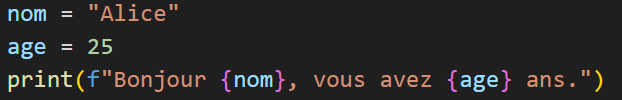 nom = "Alice"
age = 25
print(f"Bonjour {nom}, vous avez {age} ans.")